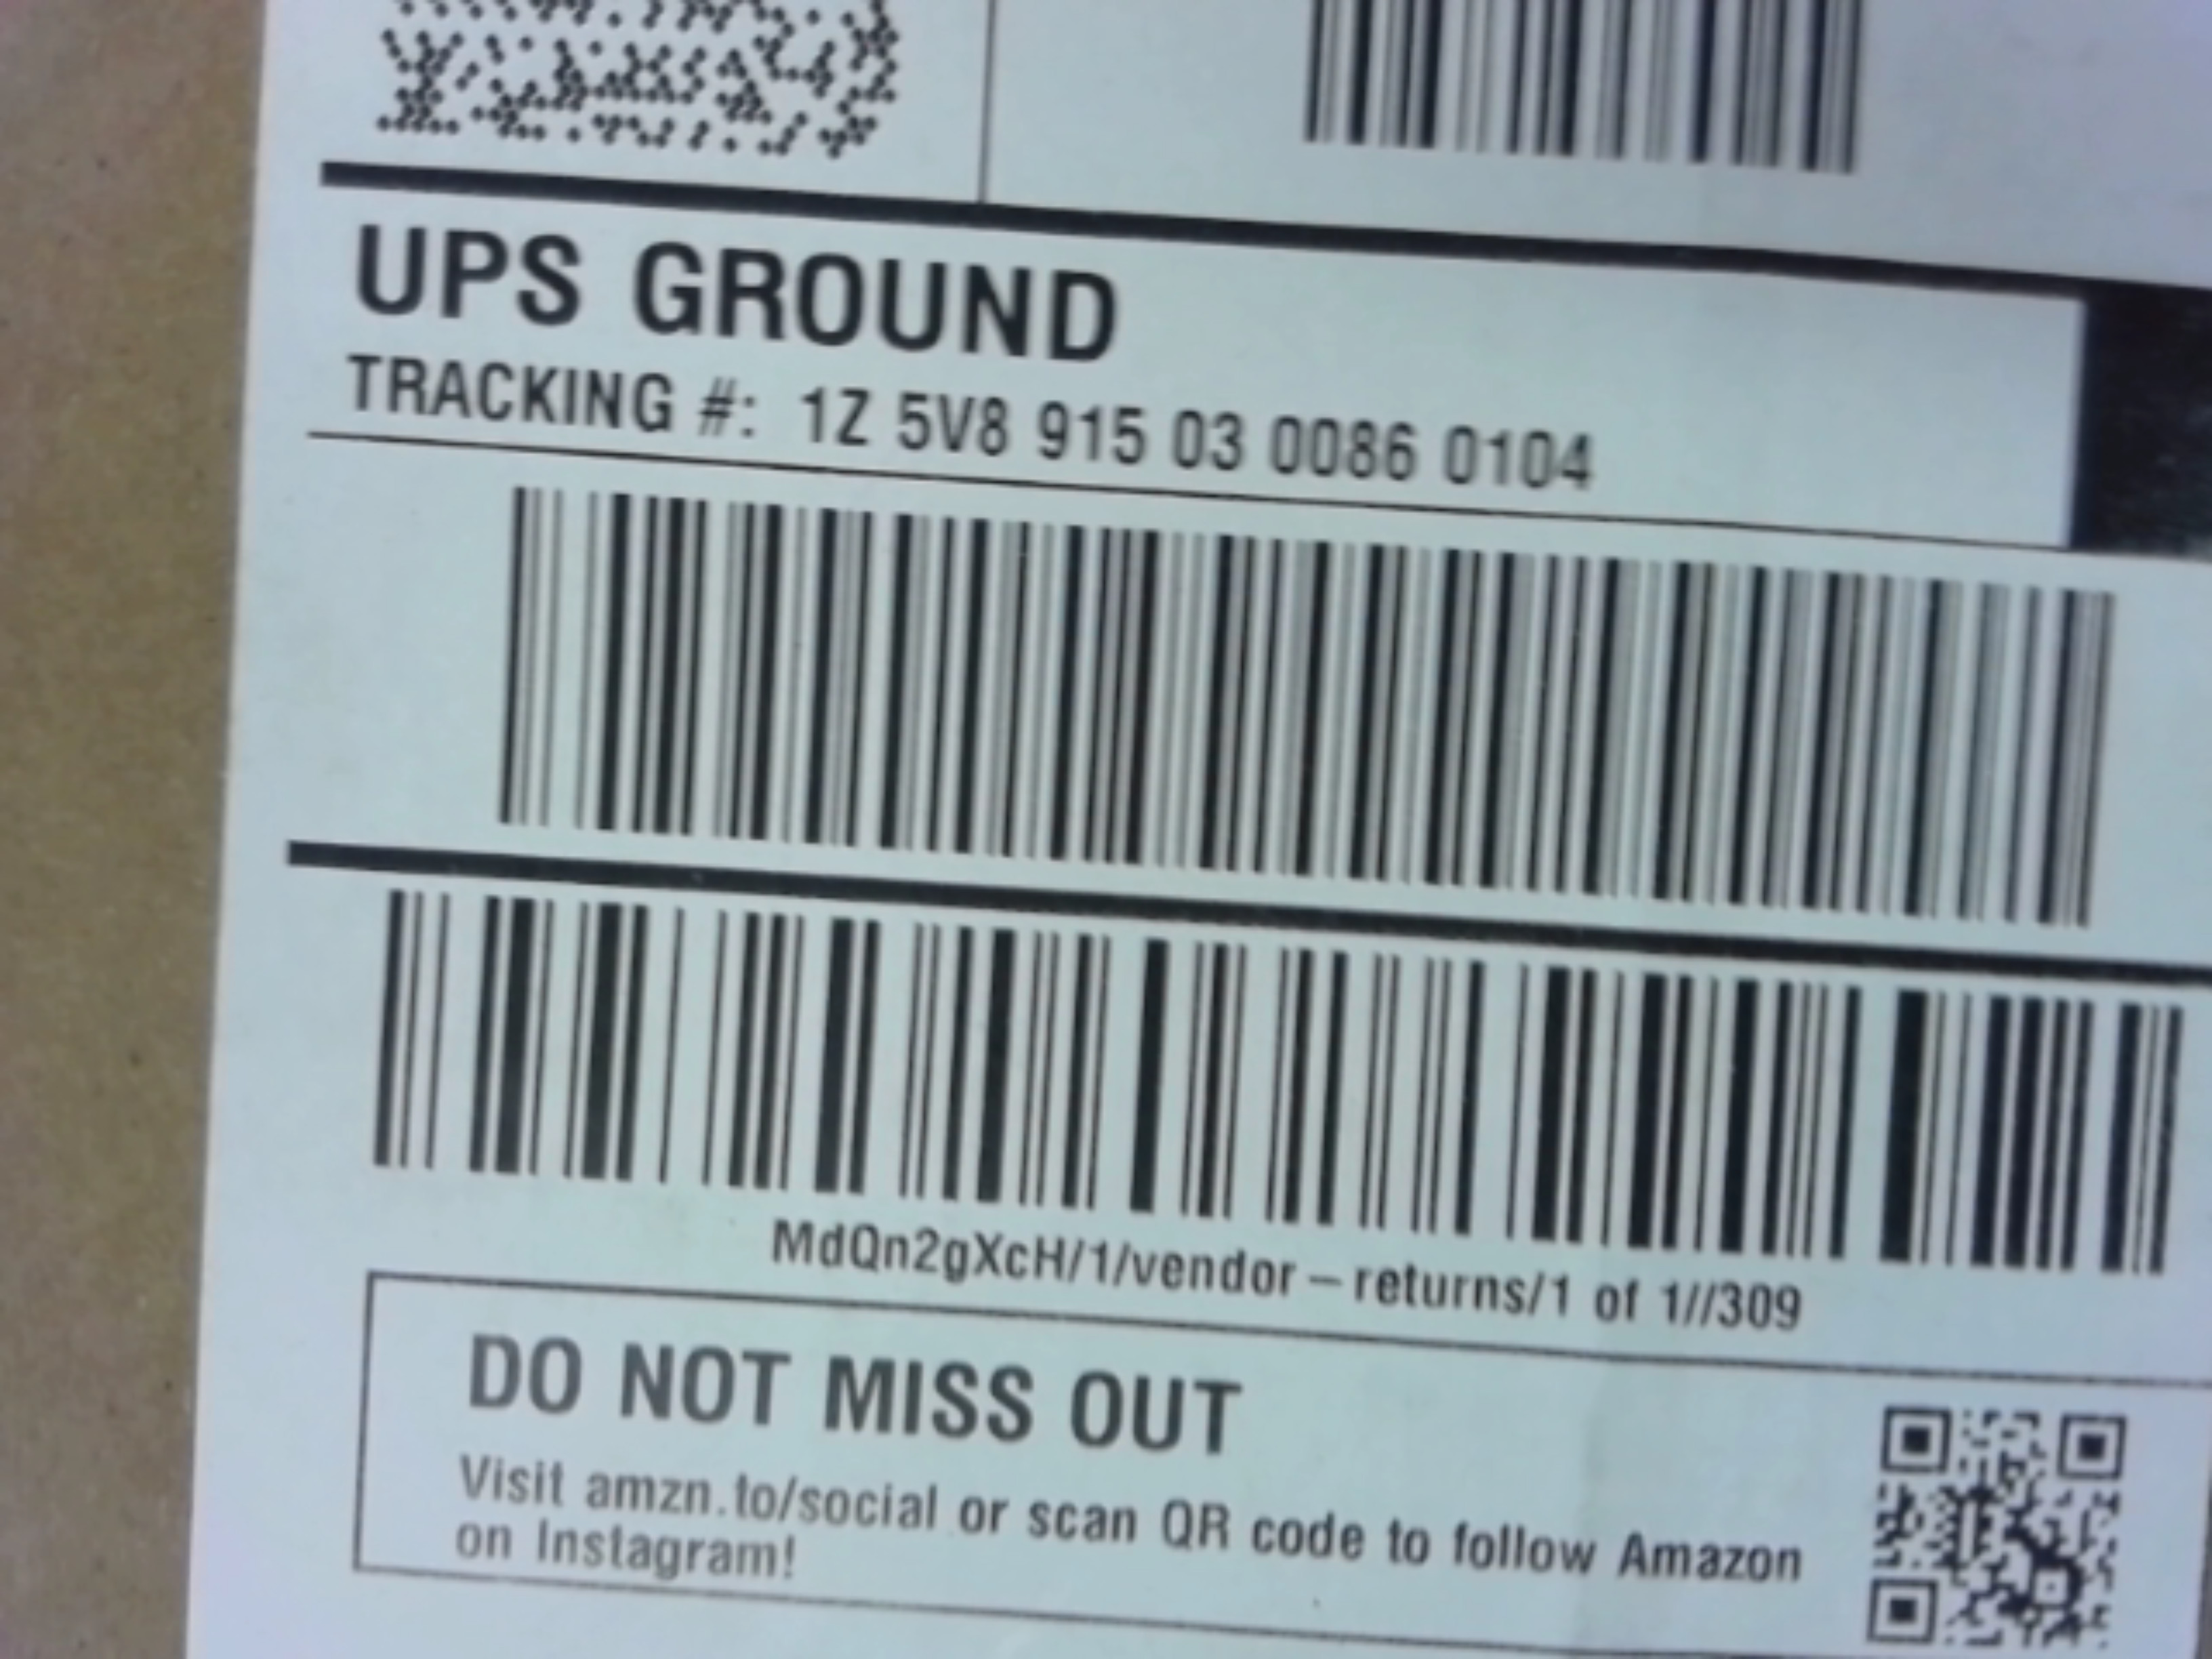 UPS GROUND
TRACKING #: 1Z 5V8 915 03 0086 0104
MdQn2gXcH/1/vendor – returns/1 of 1//309
DO NOT MISS OUT
Visit amzn.to/social or scan QR code to follow Amazon
on Instagram!